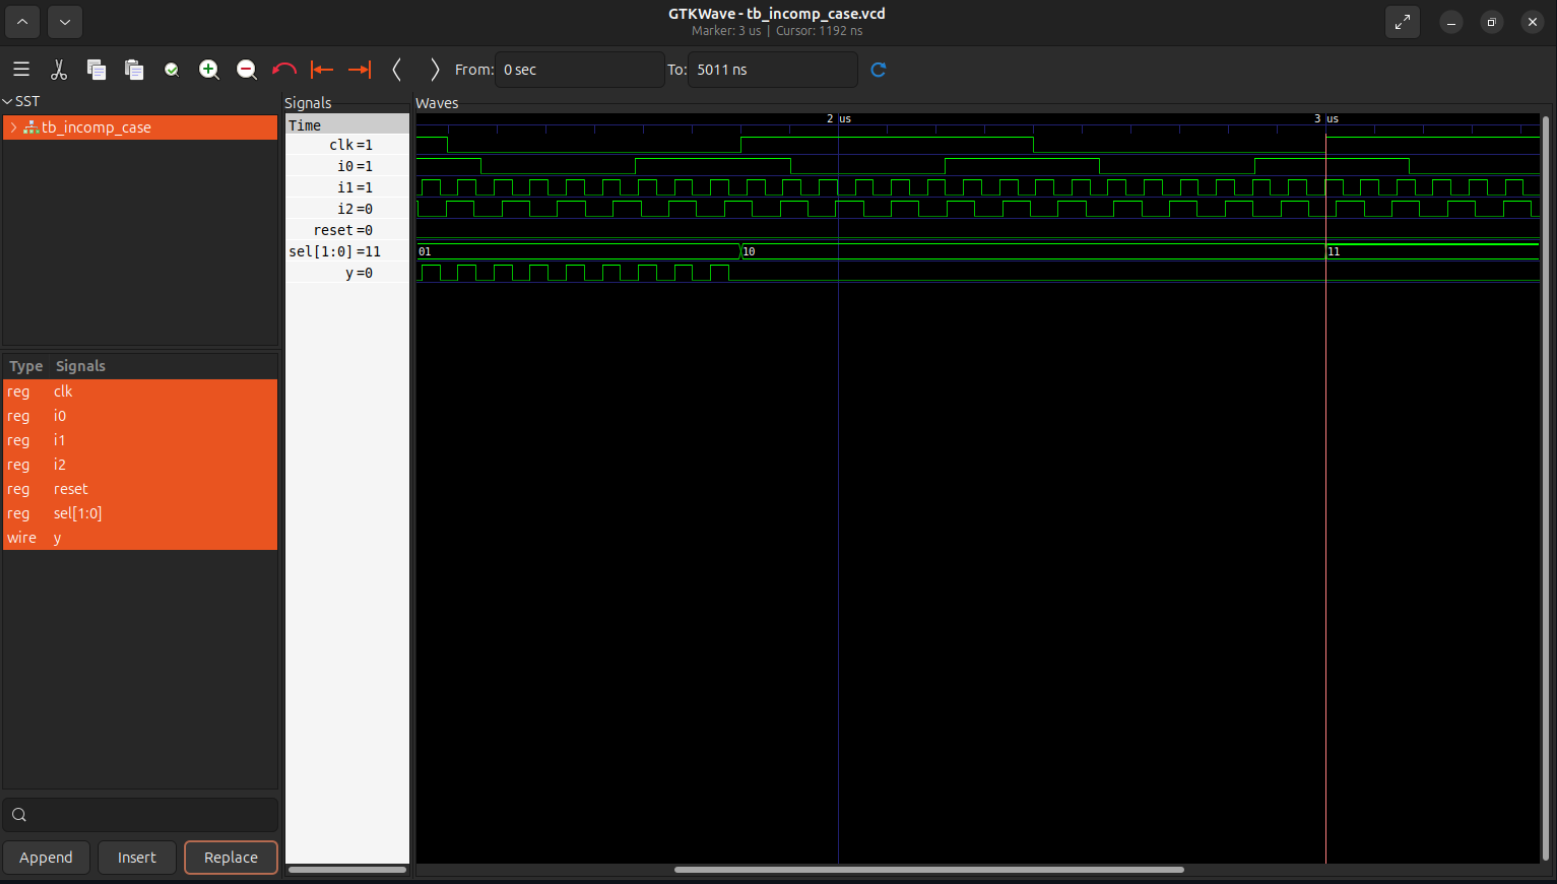 GTKWave - tb_incomp_case.vcd
Marker: 3 us | Cursor: 1192 ns
From: 0 sec To: 5011 ns
SST
tb_incomp_case
Type Signals
reg clk
reg i0
reg i1
reg i2
reg reset
reg sel[1:0]
wire y
Append Insert Replace
Signals
Time
clk =1
i0 =1
i1 =1
i2 =0
reset =0
sel[1:0] =11
y =0
Waves
2 us 3 us
01 10 11